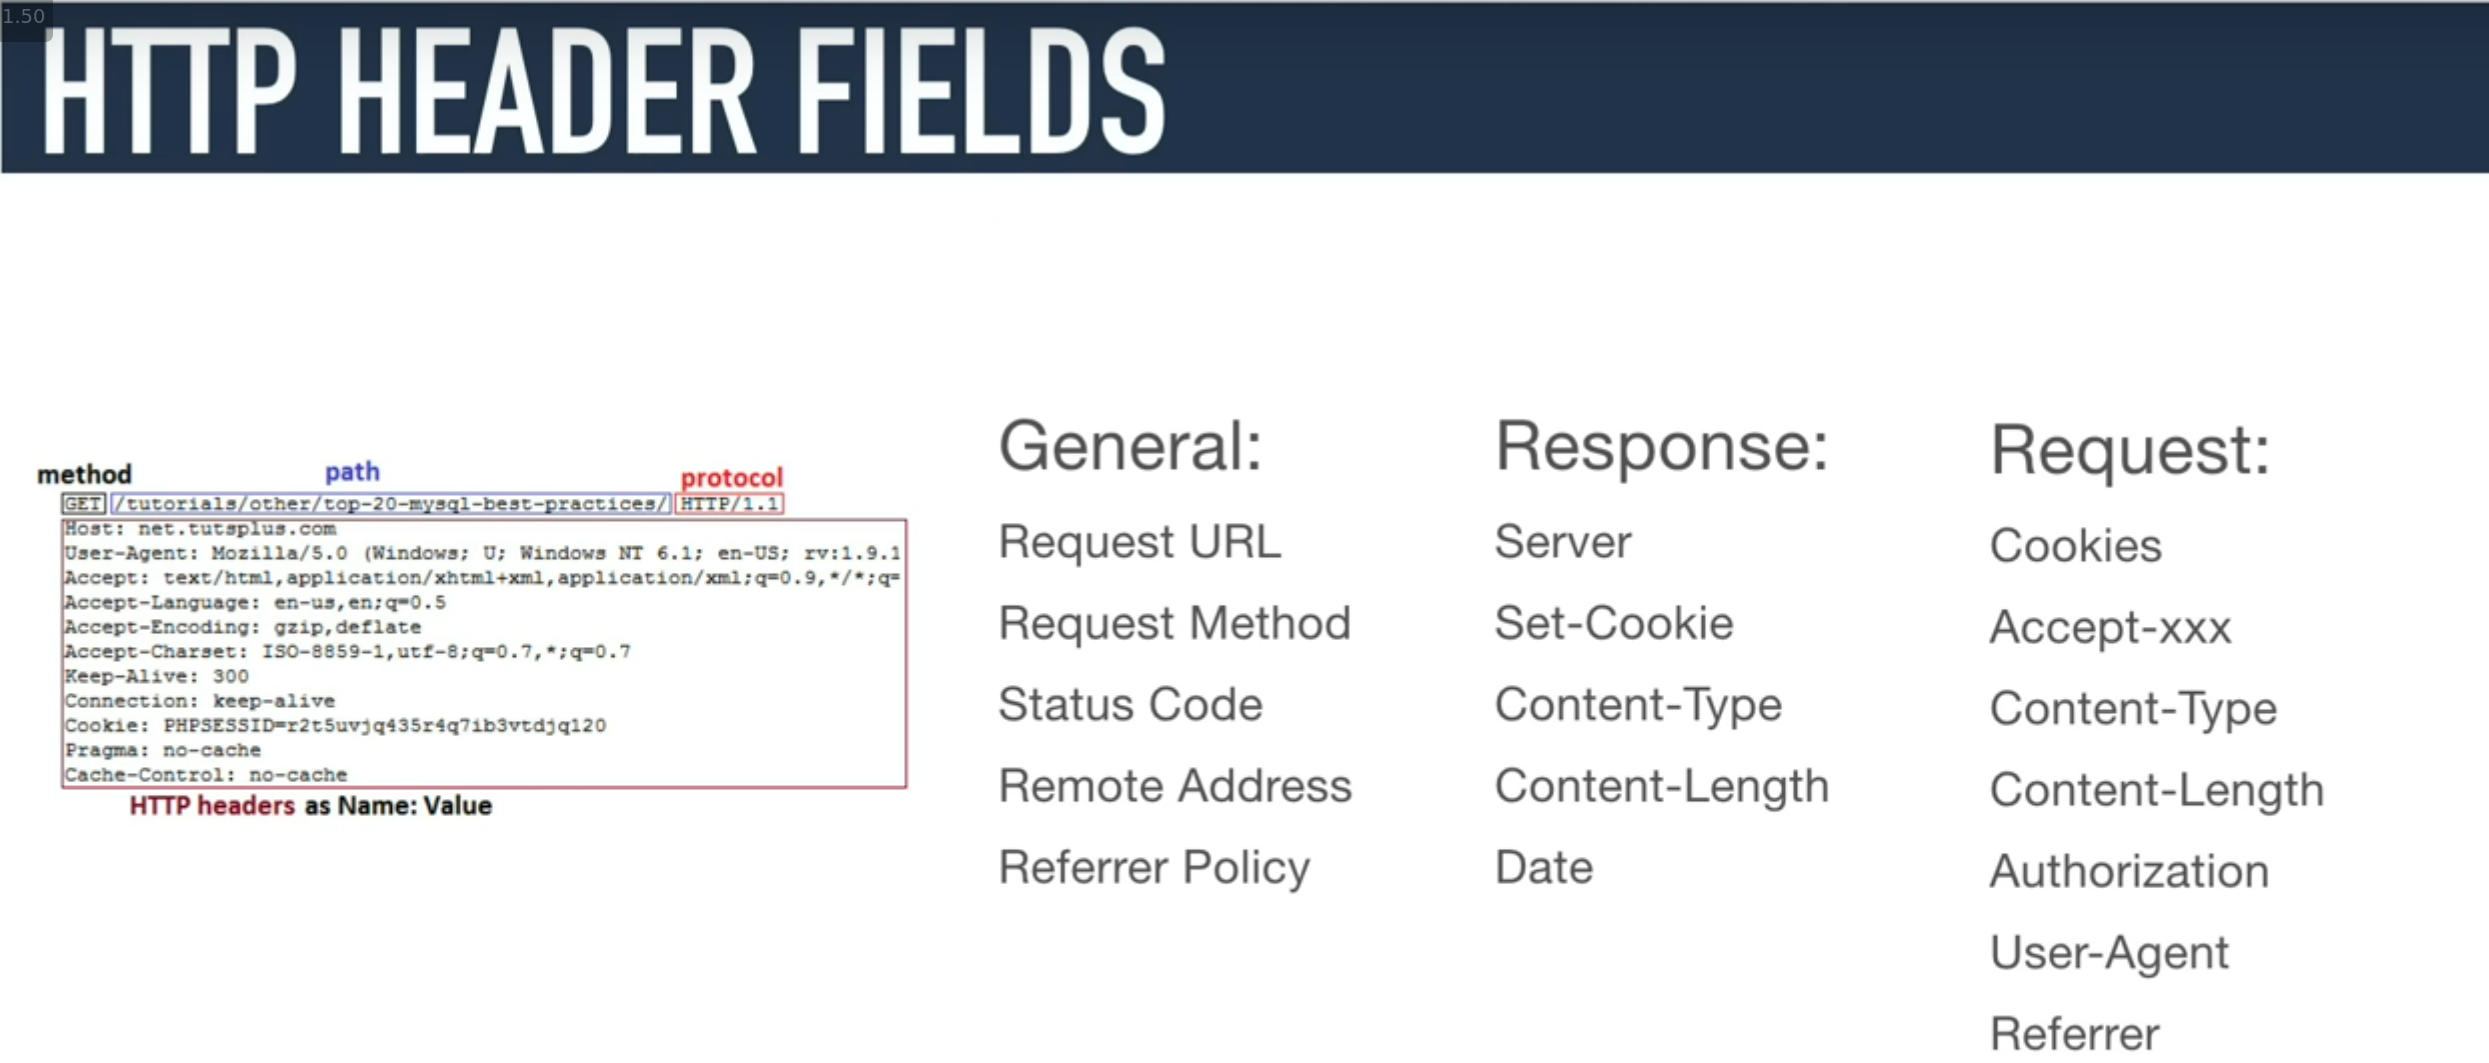 1.50
HTTP HEADER FIELDS
method path protocol
GET /tutorials/other/top-20-mysql-best-practices/ HTTP/1.1
Host: net.tutsplus.com
User-Agent: Mozilla/5.0 (Windows; U; Windows NT 6.1; en-US; rv:1.9.1
Accept: text/html,application/xhtml+xml,application/xml;q=0.9,*/*;q=
Accept-Language: en-us,en;q=0.5
Accept-Encoding: gzip,deflate
Accept-Charset: ISO-8859-1,utf-8;q=0.7,*;q=0.7
Keep-Alive: 300
Connection: keep-alive
Cookie: PHPSESSID=r2t5uvjq435r4q7ib3vtdjq120
Pragma: no-cache
Cache-Control: no-cache
HTTP headers as Name: Value
General:
Request URL
Request Method
Status Code
Remote Address
Referrer Policy
Response:
Server
Set-Cookie
Content-Type
Content-Length
Date
Request:
Cookies
Accept-xxx
Content-Type
Content-Length
Authorization
User-Agent
Referrer